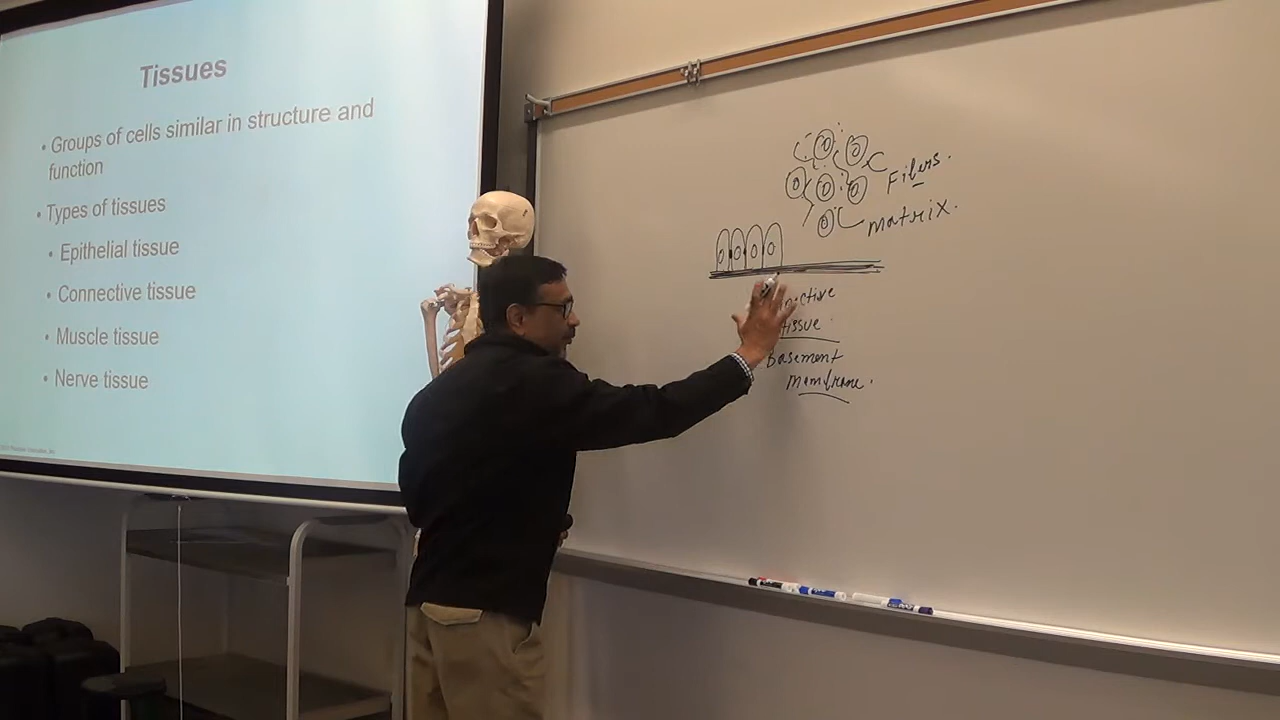 Tissues
• Groups of cells similar in structure and
function
• Types of tissues
• Epithelial tissue
• Connective tissue
• Muscle tissue
• Nerve tissue
Fibers.
matrix.
tissue
Basement
Membrane.